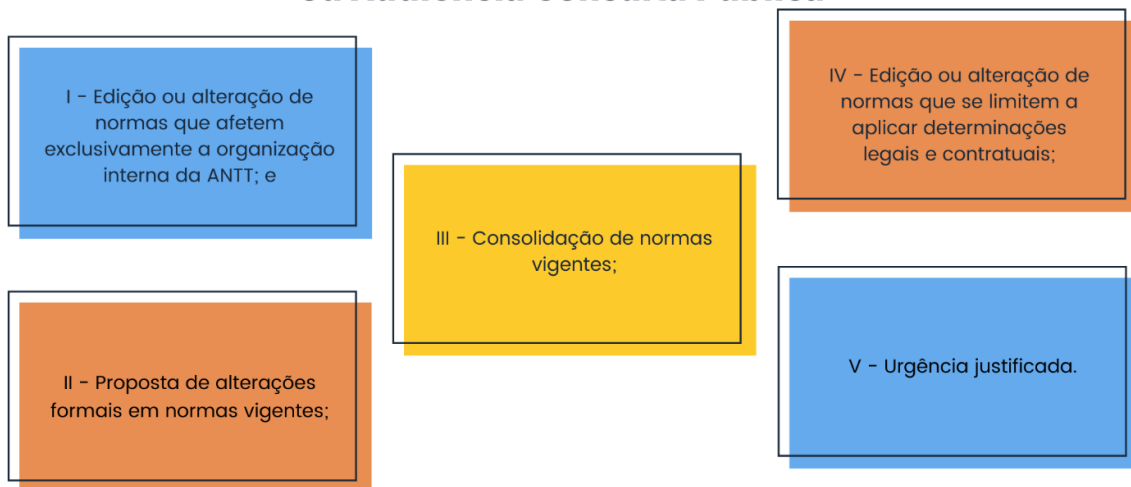 I - Edição ou alteração de
normas que afetem
exclusivamente a organização
interna da ANTT; e
II - Proposta de alterações
formais em normas vigentes;
III - Consolidação de normas
vigentes;
IV - Edição ou alteração de
normas que se limitem a
aplicar determinações
legais e contratuais;
V - Urgência justificada.